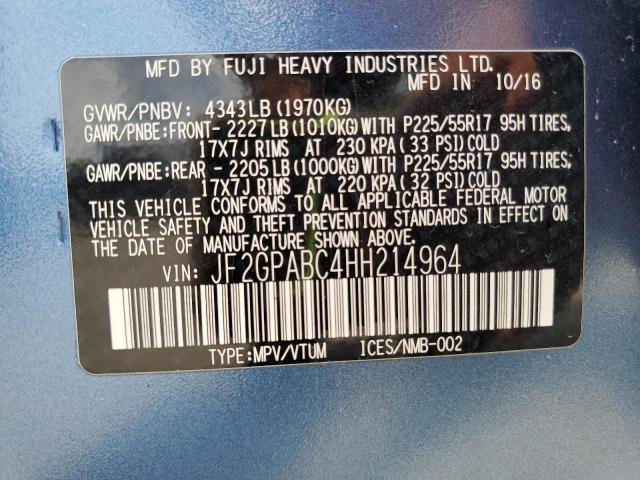 MFD BY FUJI HEAVY INDUSTRIES LTD.
MFD IN 10/16
GVWR/PNBV: 4343LB (1970KG)
GAWR/PNBE:FRONT- 2227LB (1010KG)WITH P225/55R17 95H TIRES,
17X7J RIMS AT 230 KPA (33 PSI)COLD
GAWR/PNBE:REAR - 2205LB (1000KG)WITH P225/55R17 95H TIRES,
17X7J RIMS AT 220 KPA (32 PSI)COLD
THIS VEHICLE CONFORMS TO ALL APPLICABLE FEDERAL MOTOR
VEHICLE SAFETY AND THEFT PREVENTION STANDARDS IN EFFECT ON
THE DATE OF MANUFACTURE SHOWN ABOVE.
VIN: JF2GPABC4HH214964
TYPE:MPV/VTUM ICES/NMB-002